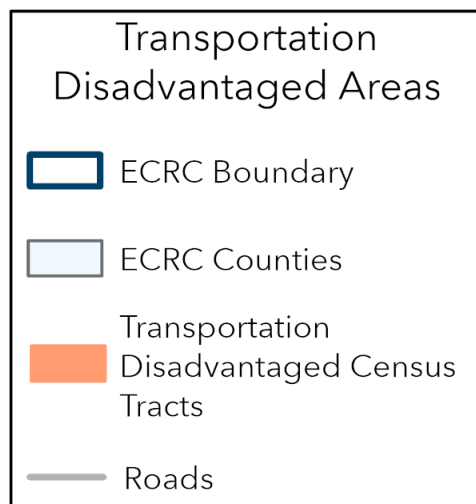 Transportation
Disadvantaged Areas
ECRC Boundary
ECRC Counties
Transportation
Disadvantaged Census
Tracts
Roads